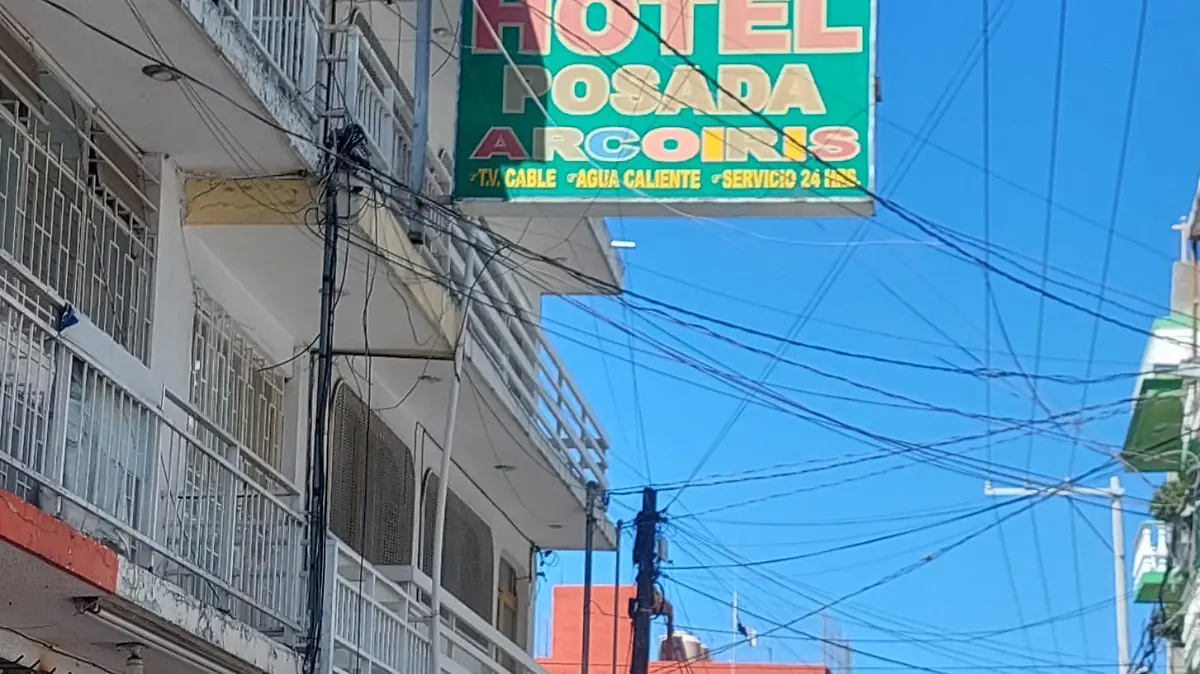 HOTEL
POSADA
ARCOIRIS
T.V. CABLE AGUA CALIENTE SERVICIO 24 HRS.